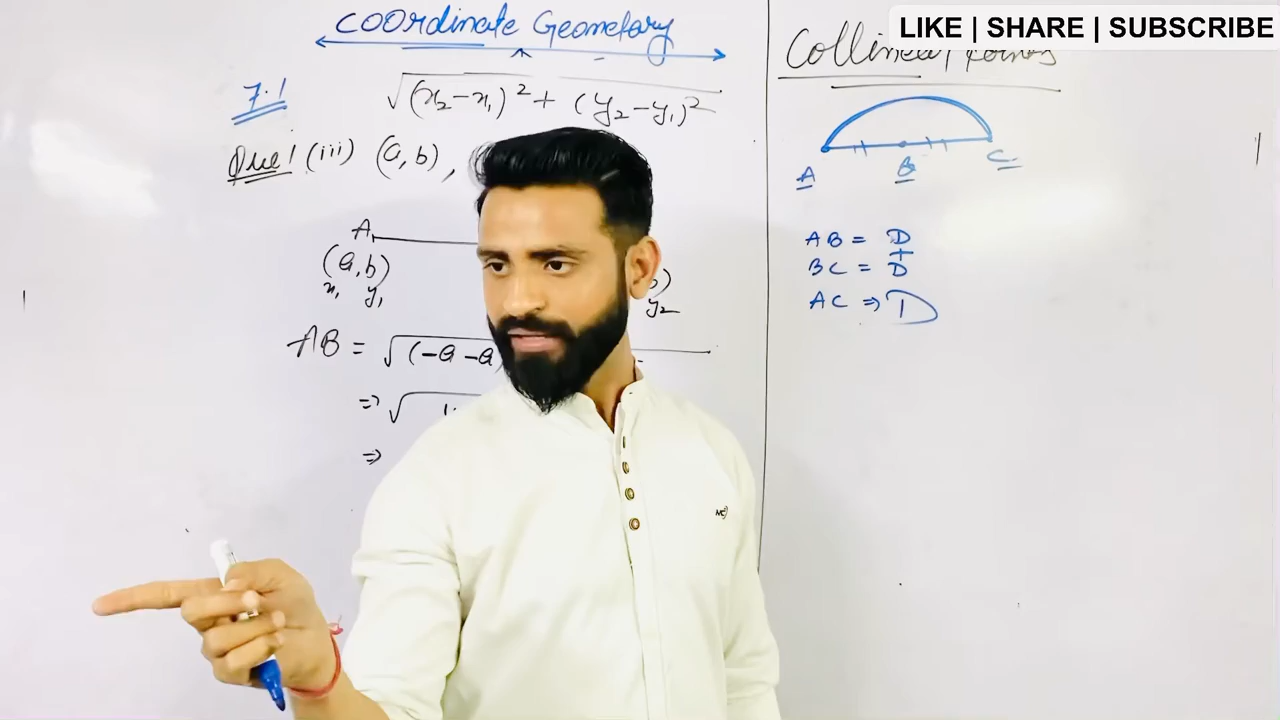 LIKE | SHARE | SUBSCRIBE
COOrdinate Geometary
7.1
√(x₂-x₁)² + (y₂-y₁)²
Que1 (iii) (a, b), (
A
(a, b)
x₁ y₁
b)
y₂
AB = √(-a-a)
⇒ √
⇒
Collinear
A B C
AB = D
+
BC = D
AC ⇒ D